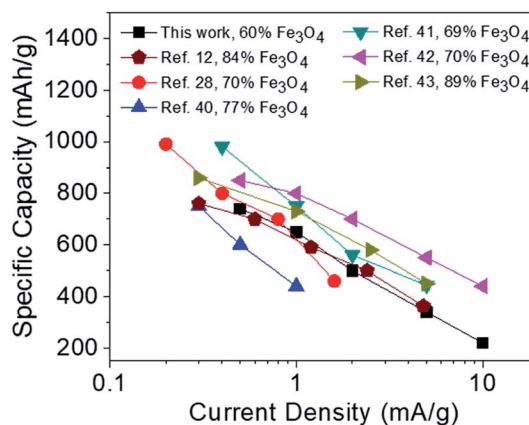 This work, 60% Fe₃O₄
Ref. 12, 84% Fe₃O₄
Ref. 28, 70% Fe₃O₄
Ref. 40, 77% Fe₃O₄
Ref. 41, 69% Fe₃O₄
Ref. 42, 70% Fe₃O₄
Ref. 43, 89% Fe₃O₄
Specific Capacity (mAh/g)
1400
1200
1000
800
600
400
200
0.1
1
10
Current Density (mA/g)